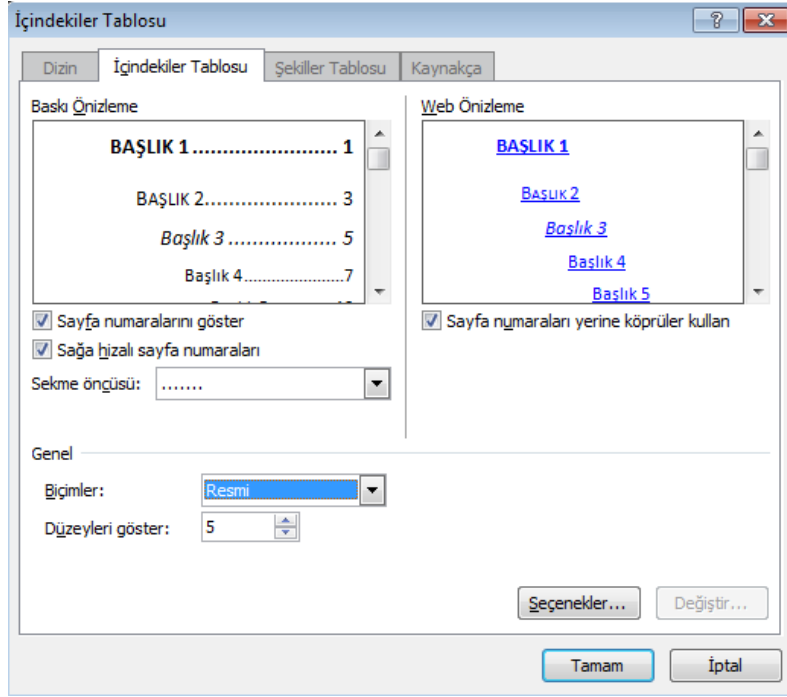 İçindekiler Tablosu
Dizin
İçindekiler Tablosu
Şekiller Tablosu
Kaynakça
Baskı Önizleme
BAŞLIK 1........................ 1
BAŞLIK 2...................... 3
Başlık 3 .................. 5
Başlık 4.......................7
Web Önizleme
BAŞLIK 1
BAŞLIK 2
Başlık 3
Başlık 4
Başlık 5
Sayfa numaralarını göster
Sağa hizalı sayfa numaraları
Sekme öncüsü: .......
Sayfa numaraları yerine köprüler kullan
Genel
Biçimler: Resmi
Düzeyleri göster: 5
Seçenekler...
Değiştir...
Tamam
İptal